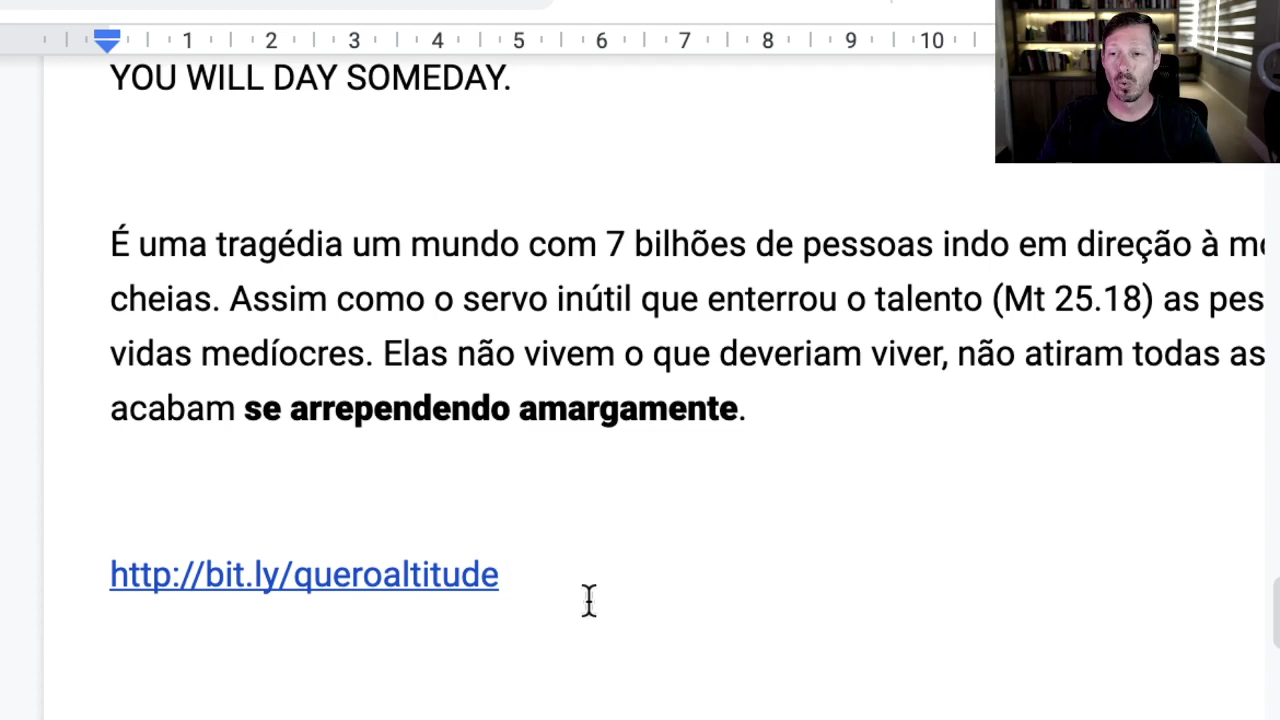 1 2 3 4 5 6 7 8 9 10
YOU WILL DAY SOMEDAY.
É uma tragédia um mundo com 7 bilhões de pessoas indo em direção à
cheias. Assim como o servo inútil que enterrou o talento (Mt 25.18) as
vidas medíocres. Elas não vivem o que deveriam viver, não atiram todas as
acabam se arrependendo amargamente.
http://bit.ly/queroaltitude